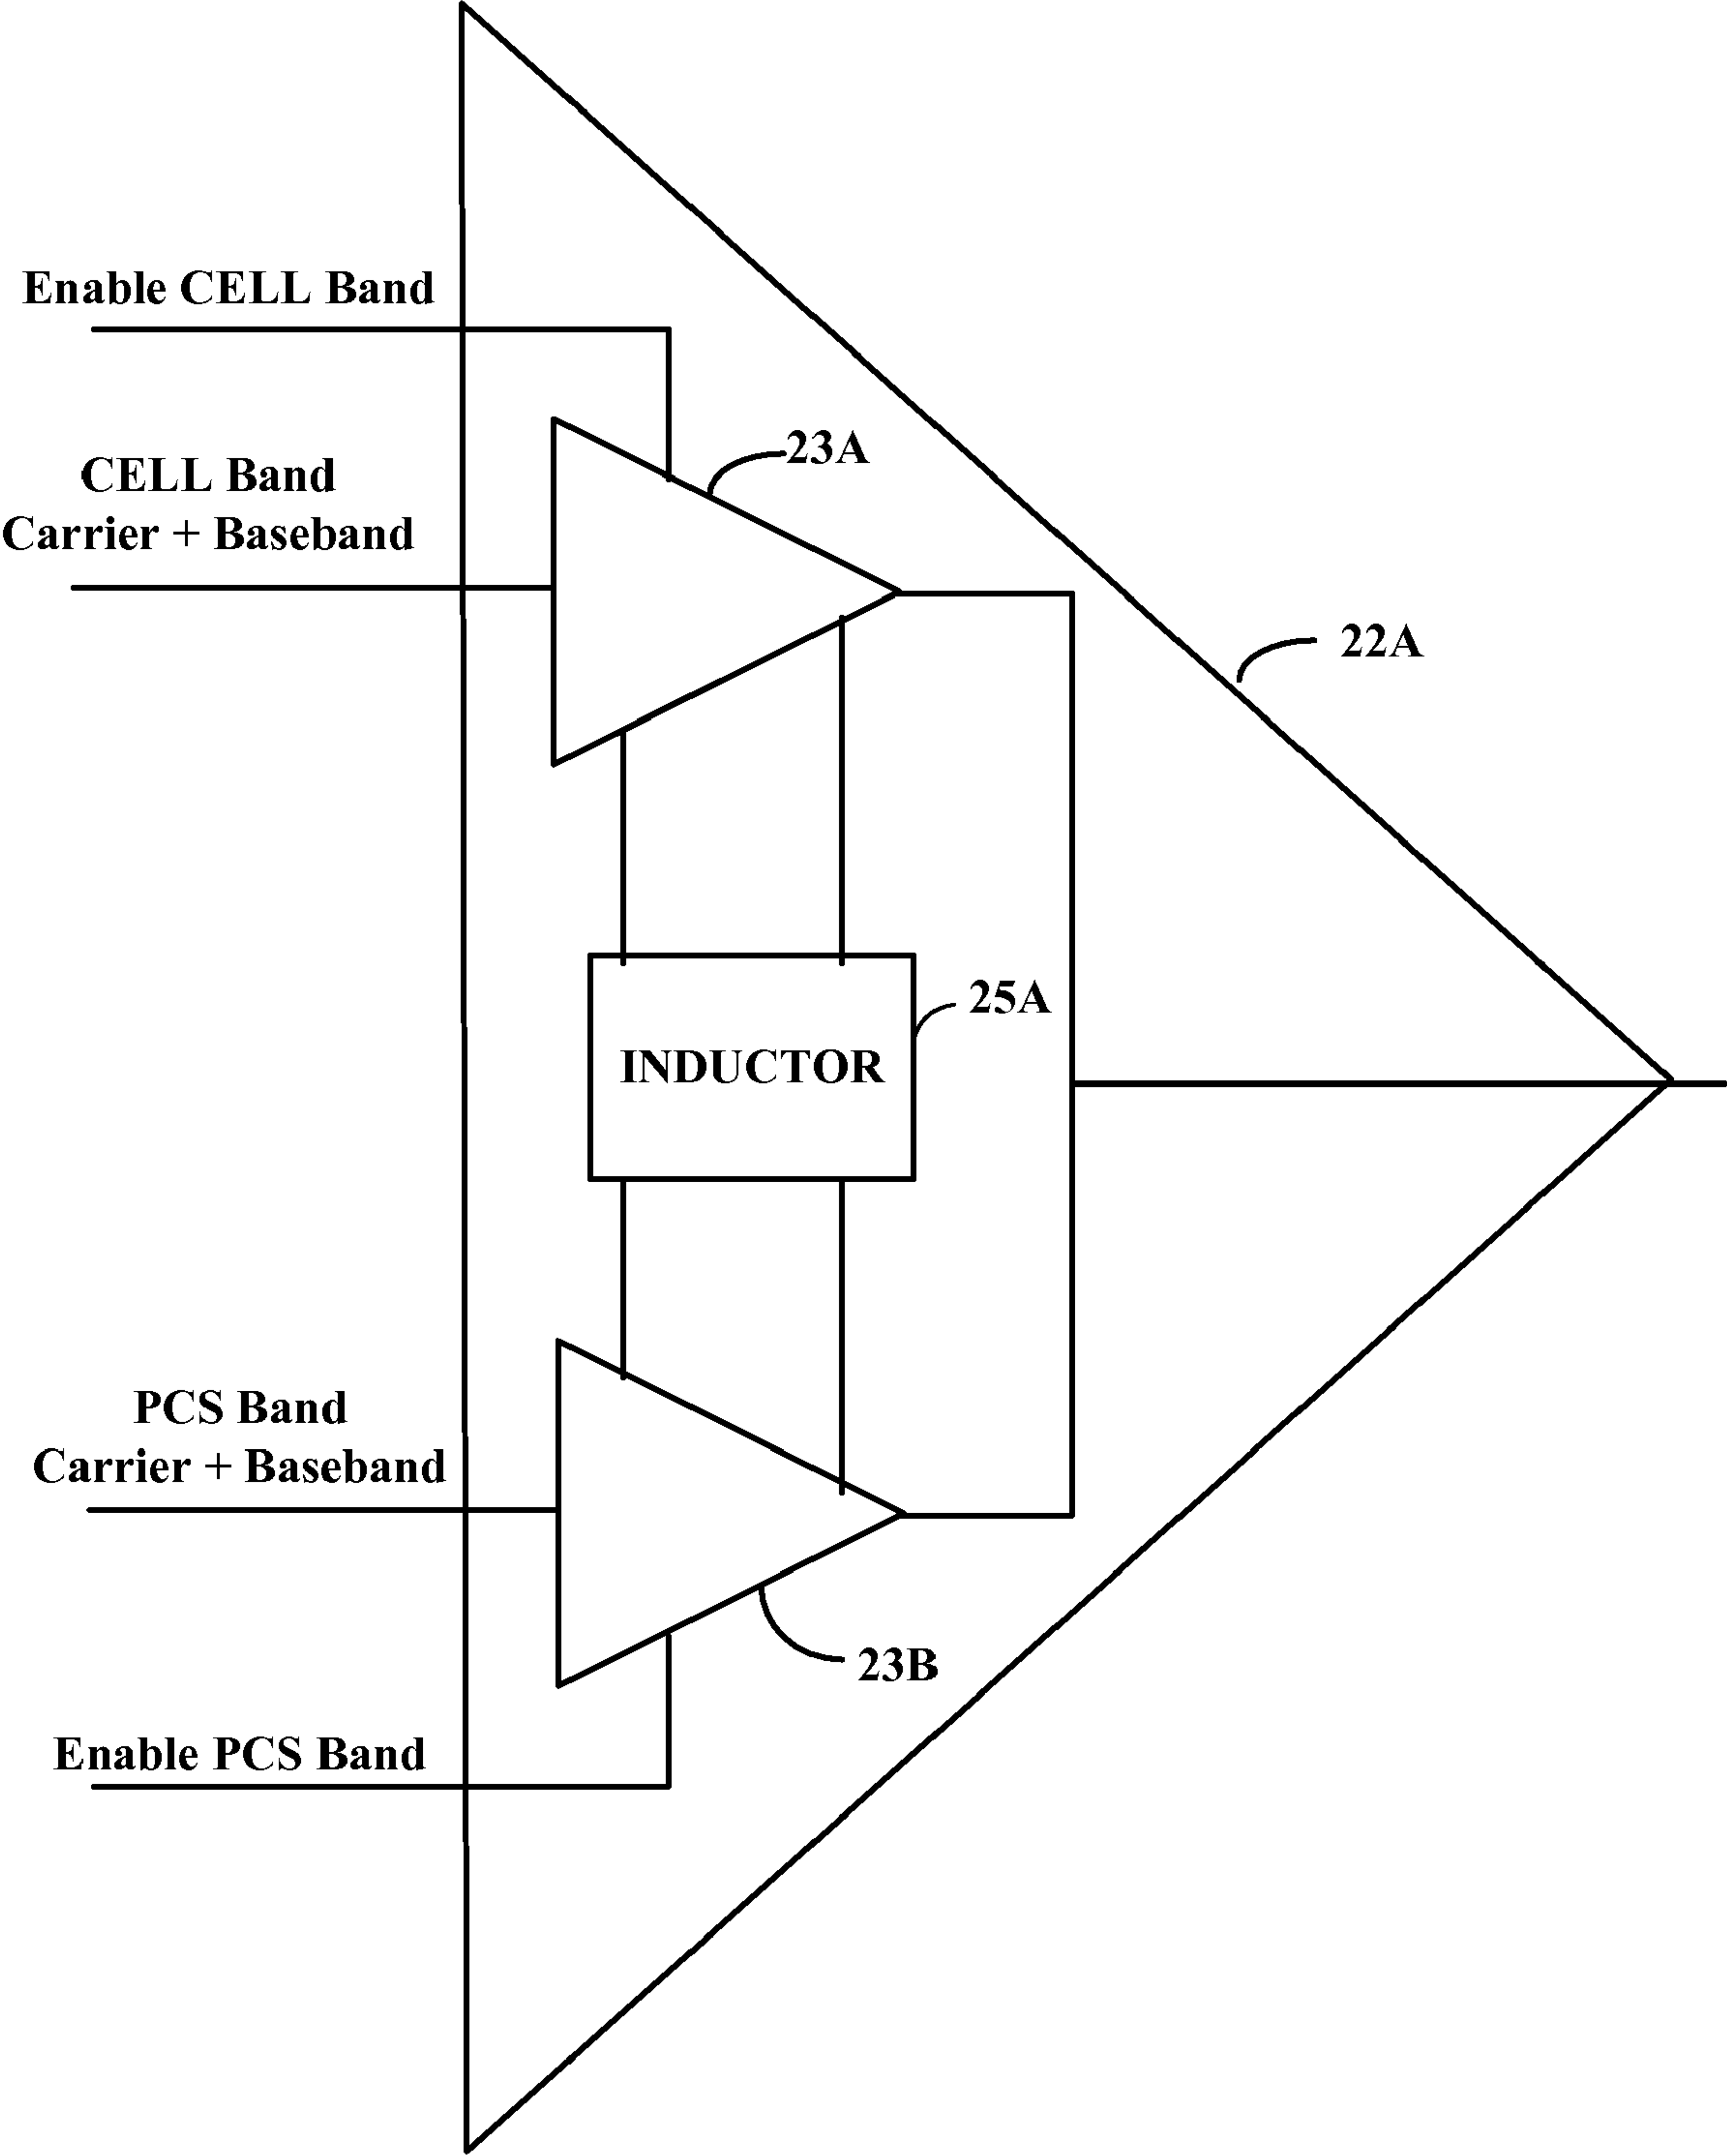 Enable CELL Band
23A
CELL Band
Carrier + Baseband
22A
25A
INDUCTOR
PCS Band
Carrier + Baseband
23B
Enable PCS Band